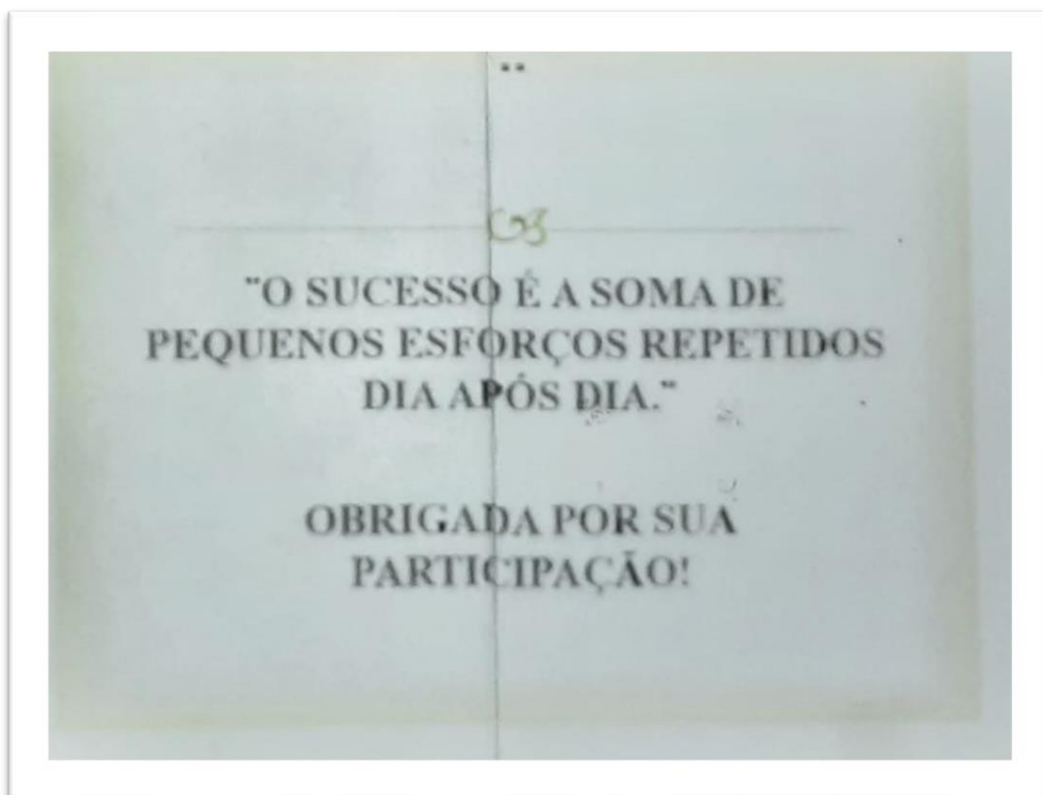 "O SUCESSO É A SOMA DE
PEQUENOS ESFORÇOS REPETIDOS
DIA APÓS DIA."
OBRIGADA POR SUA
PARTICIPAÇÃO!